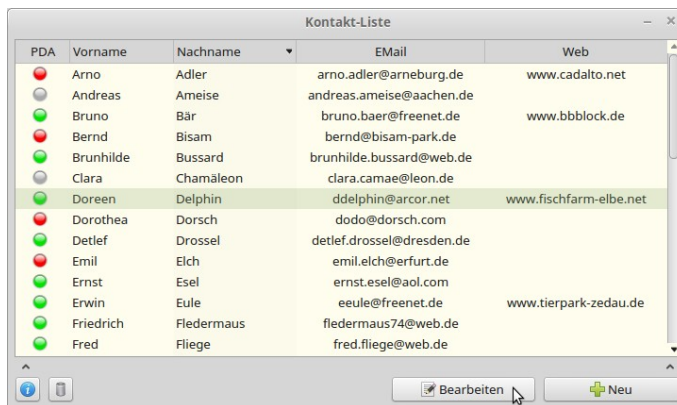 Kontakt-Liste
PDA Vorname Nachname EMail Web
Arno Adler arno.adler@arneburg.de www.cadalto.net
Andreas Ameise andreas.ameise@aachen.de
Bruno Bär bruno.baer@freenet.de www.bbblock.de
Bernd Bisam bernd@bisam-park.de
Brunhilde Bussard brunhilde.bussard@web.de
Clara Chamäleon clara.camae@leon.de
Doreen Delphin ddelphin@arcor.net www.fischfarm-elbe.net
Dorothea Dorsch dodo@dorsch.com
Detlef Drossel detlef.drossel@dresden.de
Emil Elch emil.elch@erfurt.de
Ernst Esel ernst.esel@aol.com
Erwin Eule eeule@freenet.de www.tierpark-zedau.de
Friedrich Fledermaus fledermaus74@web.de
Fred Fliege fred.fliege@web.de
Bearbeiten Neu